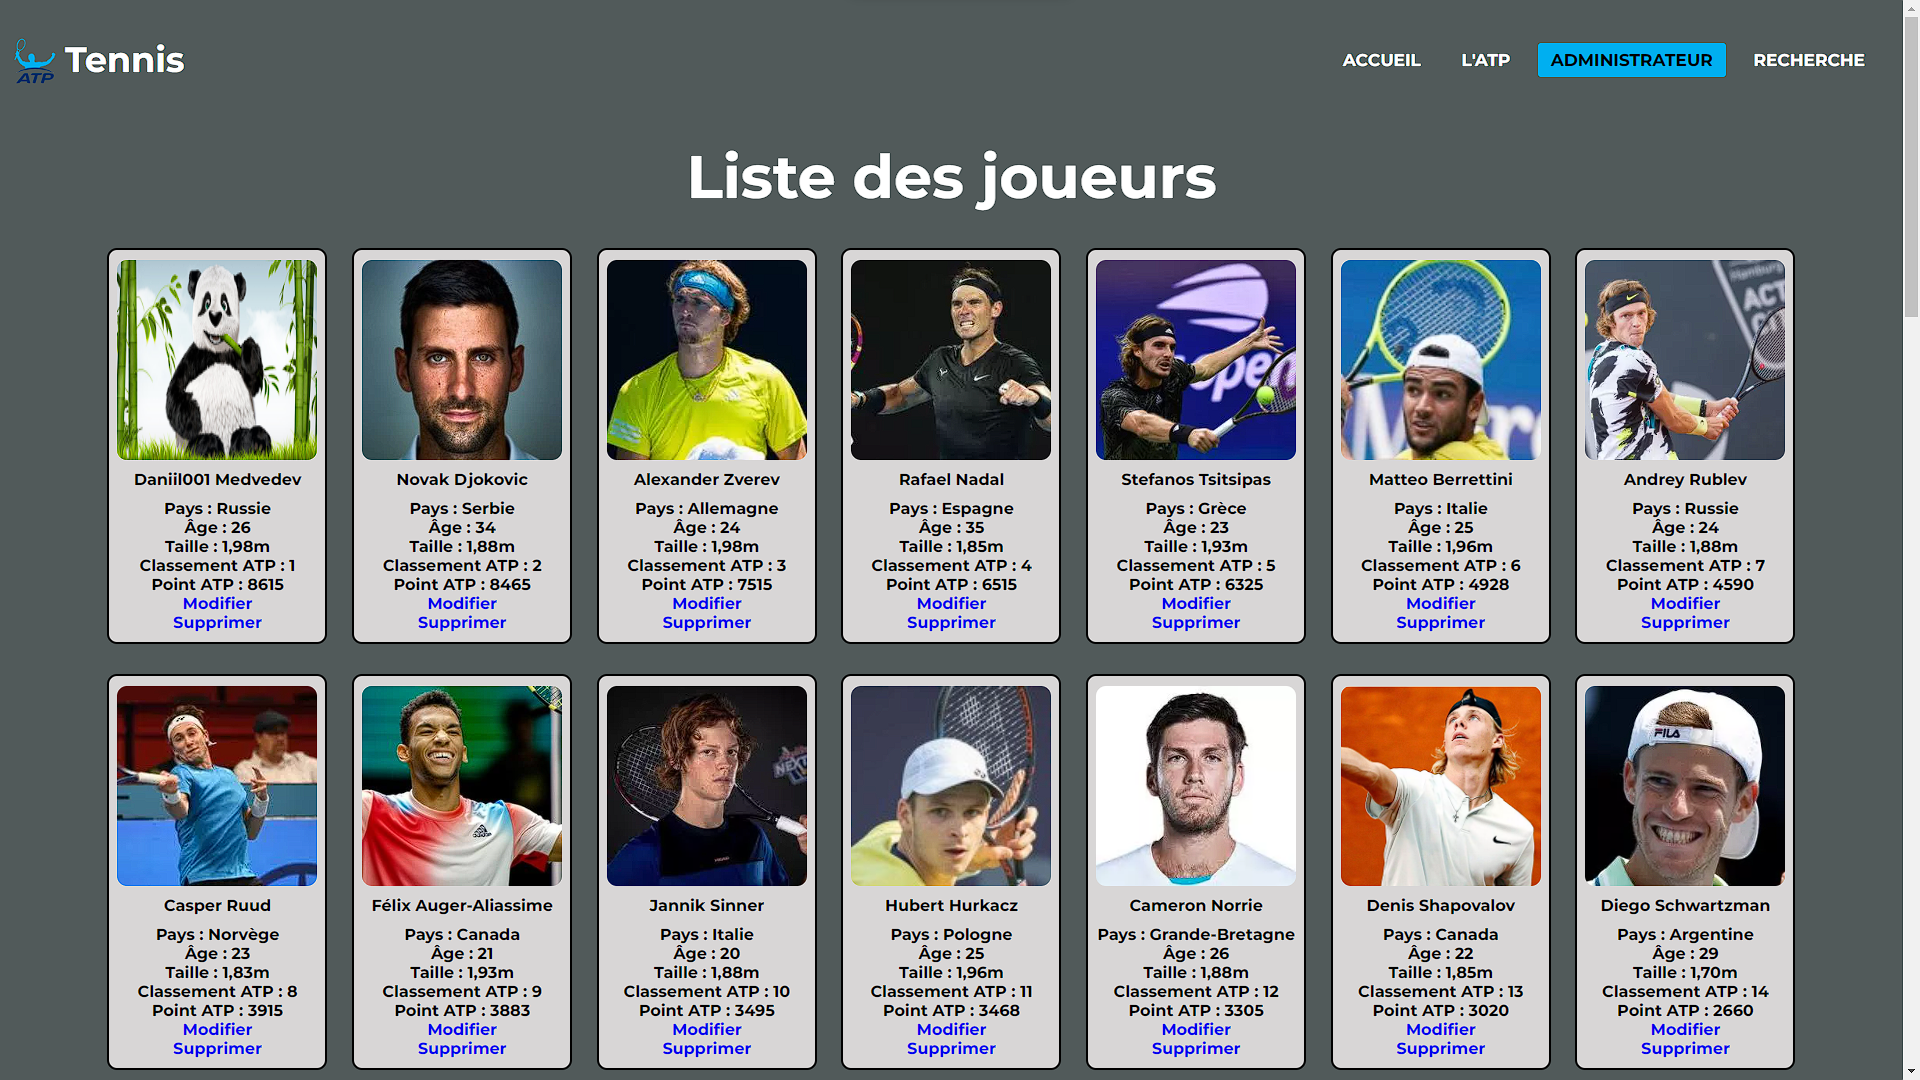 ATP Tennis
ACCUEIL L'ATP ADMINISTRATEUR RECHERCHE
Liste des joueurs
Daniil001 Medvedev
Pays : Russie
Âge : 26
Taille : 1,98m
Classement ATP : 1
Point ATP : 8615
Modifier
Supprimer
Novak Djokovic
Pays : Serbie
Âge : 34
Taille : 1,88m
Classement ATP : 2
Point ATP : 8465
Modifier
Supprimer
Alexander Zverev
Pays : Allemagne
Âge : 24
Taille : 1,98m
Classement ATP : 3
Point ATP : 7515
Modifier
Supprimer
Rafael Nadal
Pays : Espagne
Âge : 35
Taille : 1,85m
Classement ATP : 4
Point ATP : 6515
Modifier
Supprimer
Stefanos Tsitsipas
Pays : Grèce
Âge : 23
Taille : 1,93m
Classement ATP : 5
Point ATP : 6325
Modifier
Supprimer
Matteo Berrettini
Pays : Italie
Âge : 25
Taille : 1,96m
Classement ATP : 6
Point ATP : 4928
Modifier
Supprimer
Andrey Rublev
Pays : Russie
Âge : 24
Taille : 1,88m
Classement ATP : 7
Point ATP : 4590
Modifier
Supprimer
Casper Ruud
Pays : Norvège
Âge : 23
Taille : 1,83m
Classement ATP : 8
Point ATP : 3915
Modifier
Supprimer
Félix Auger-Aliassime
Pays : Canada
Âge : 21
Taille : 1,93m
Classement ATP : 9
Point ATP : 3883
Modifier
Supprimer
Jannik Sinner
Pays : Italie
Âge : 20
Taille : 1,88m
Classement ATP : 10
Point ATP : 3495
Modifier
Supprimer
Hubert Hurkacz
Pays : Pologne
Âge : 25
Taille : 1,96m
Classement ATP : 11
Point ATP : 3468
Modifier
Supprimer
Cameron Norrie
Pays : Grande-Bretagne
Âge : 26
Taille : 1,88m
Classement ATP : 12
Point ATP : 3305
Modifier
Supprimer
Denis Shapovalov
Pays : Canada
Âge : 22
Taille : 1,85m
Classement ATP : 13
Point ATP : 3020
Modifier
Supprimer
FILA
Diego Schwartzman
Pays : Argentine
Âge : 29
Taille : 1,70m
Classement ATP : 14
Point ATP : 2660
Modifier
Supprimer